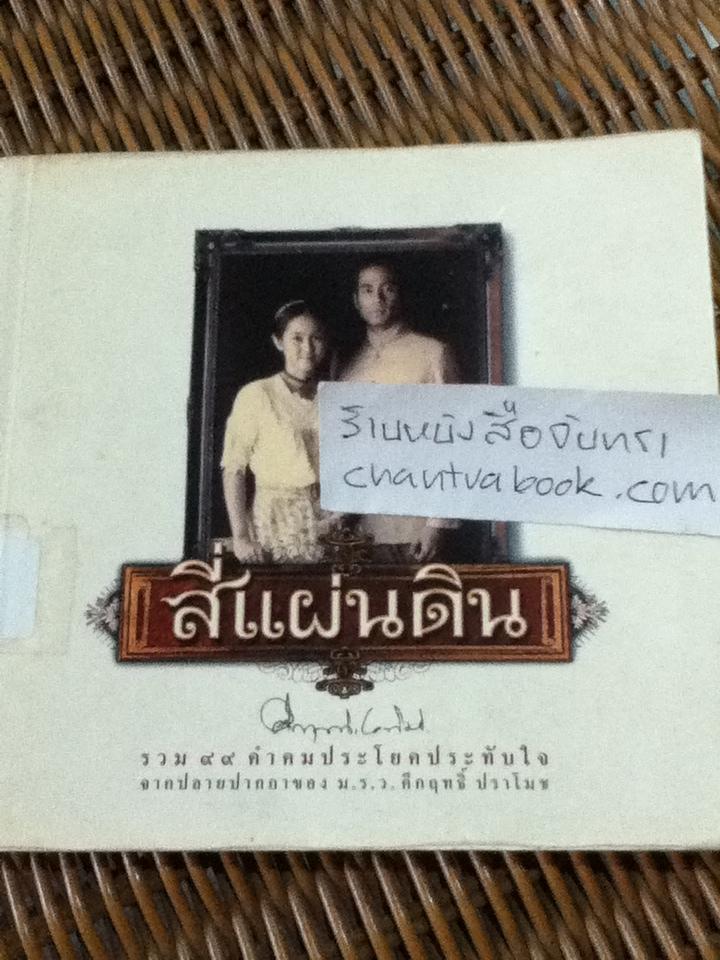 ร้านหนังสือจันทรา
chantrabook.com
สี่แผ่นดิน
รวม ๙๙ คำคมประโยคประทับใจ
จากปลายปากกาของ ม.ร.ว.คึกฤทธิ์ ปราโมช